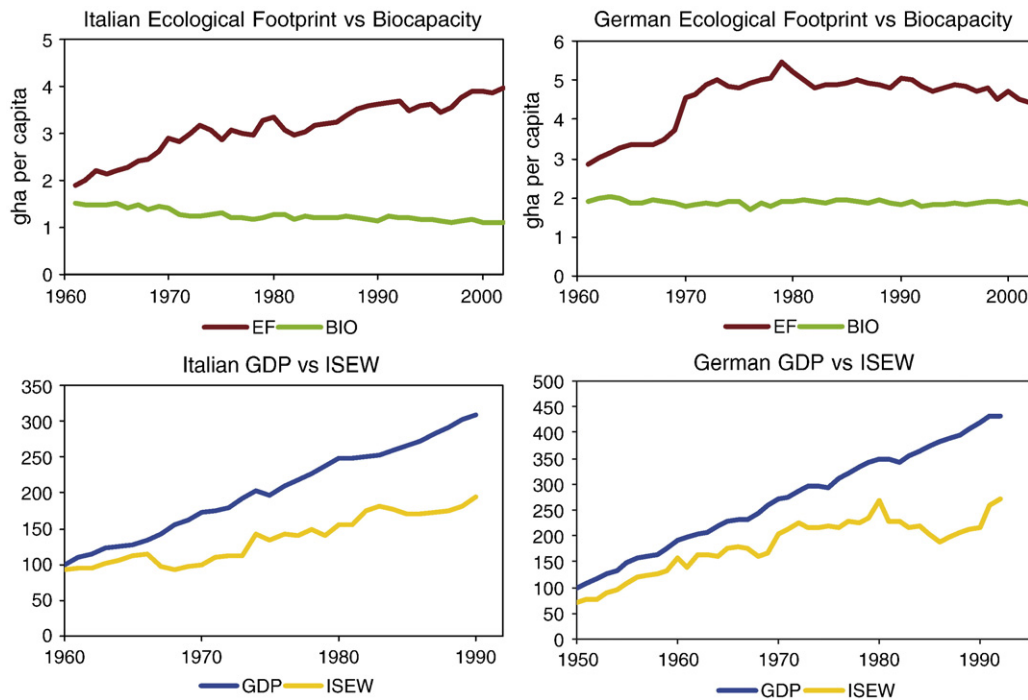 Italian Ecological Footprint vs Biocapacity
5
4
3
2
1
0
gha per capita
1960 1970 1980 1990 2000
EF BIO
German Ecological Footprint vs Biocapacity
6
5
4
3
2
1
0
gha per capita
1960 1970 1980 1990 2000
EF BIO
Italian GDP vs ISEW
350
300
250
200
150
100
50
0
1960 1970 1980 1990
GDP ISEW
German GDP vs ISEW
500
450
400
350
300
250
200
150
100
50
0
1950 1960 1970 1980 1990
GDP ISEW